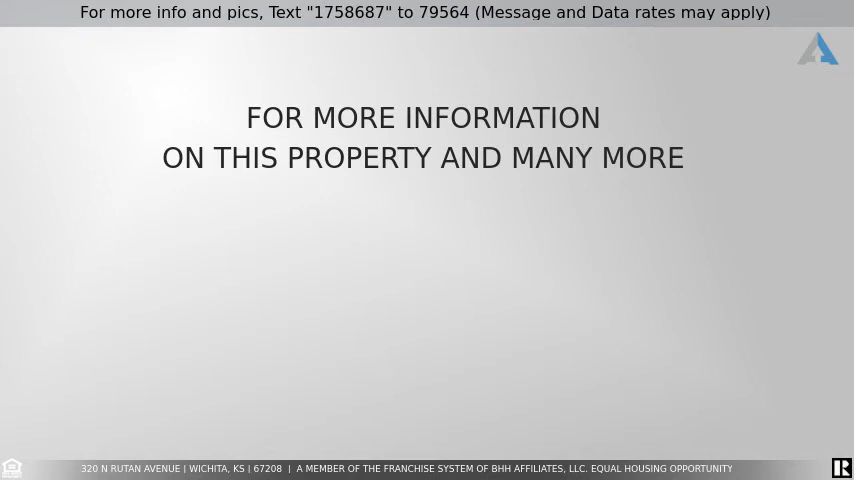 For more info and pics, Text "1758687" to 79564 (Message and Data rates may apply)
FOR MORE INFORMATION
ON THIS PROPERTY AND MANY MORE
320 N RUTAN AVENUE | WICHITA, KS | 67208 | A MEMBER OF THE FRANCHISE SYSTEM OF BHH AFFILIATES, LLC. EQUAL HOUSING OPPORTUNITY